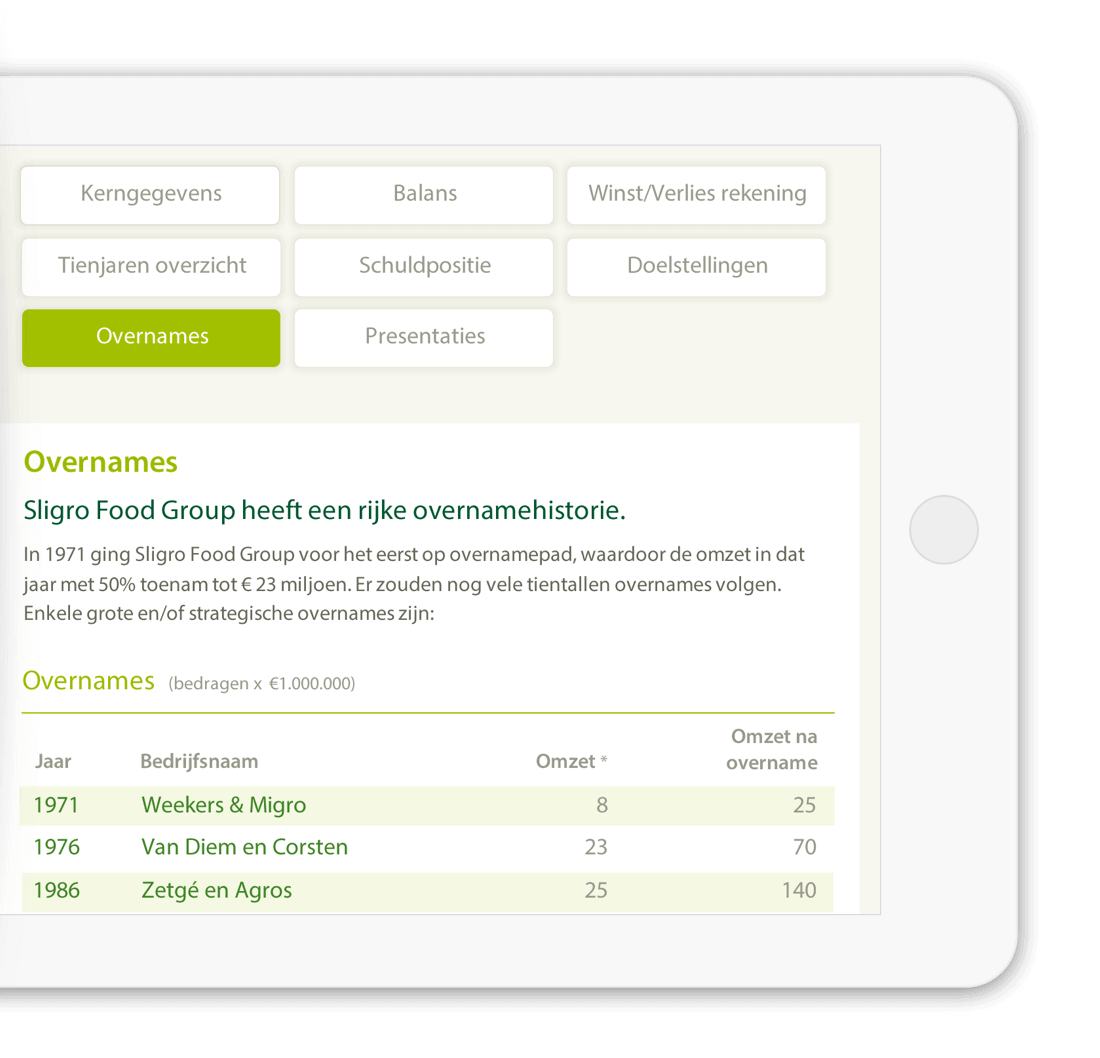 Kerngegevens Balans Winst/Verlies rekening
Tienjaren overzicht Schuldpositie Doelstellingen
Overnames Presentaties
Overnames
Sligro Food Group heeft een rijke overnamehistorie.
In 1971 ging Sligro Food Group voor het eerst op overnamepad, waardoor de omzet in dat
jaar met 50% toenam tot € 23 miljoen. Er zouden nog vele tientallen overnames volgen.
Enkele grote en/of strategische overnames zijn:
Overnames (bedragen x €1.000.000)
Jaar Bedrijfsnaam Omzet * Omzet na
overname
1971 Weekers & Migro 8 25
1976 Van Diem en Corsten 23 70
1986 Zetgé en Agros 25 140